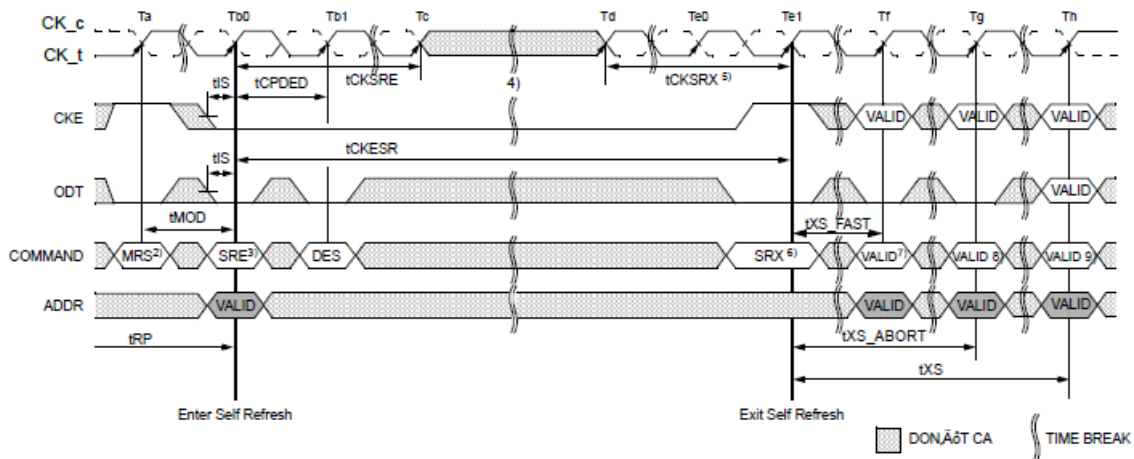 Ta Tb0 Tb1 Tc Td Te0 Te1 Tf Tg Th
CK_c
CK_t
tIS tCPDED tCKSRE 4) tCKSRX 5)
CKE VALID VALID VALID
tIS tCKESR
ODT VALID
tMOD tXS_FAST
COMMAND MRS2) SRE3) DES SRX 6) VALID7) VALID 8) VALID 9)
ADDR VALID VALID VALID VALID
tRP tXS_ABORT
tXS
Enter Self Refresh Exit Self Refresh
DON‚ÄôT CA TIME BREAK